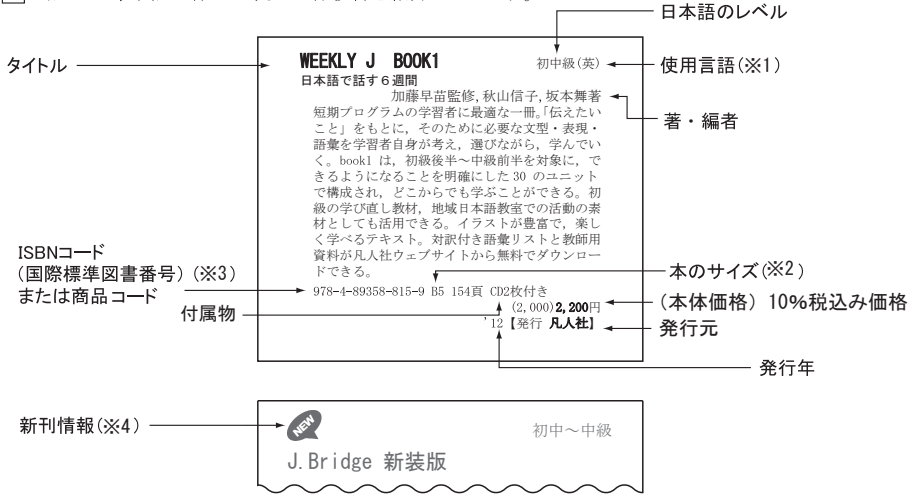 日本語のレベル
タイトル
WEEKLY J BOOK1
初中級(英)
使用言語(※1)
日本語で話す6週間
加藤早苗監修,秋山信子,坂本舞著
著・編者
短期プログラムの学習者に最適な一冊。「伝えたい
こと」をもとに,そのために必要な文型・表現・
語彙を学習者自身が考え,選びながら,学んでい
く。book1 は,初級後半~中級前半を対象に,で
きるようになることを明確にした 30 のユニット
で構成され,どこからでも学ぶことができる。初
級の学び直し教材,地域日本語教室での活動の素
材としても活用できる。イラストが豊富で,楽し
く学べるテキスト。対訳付き語彙リストと教師用
資料が凡人社ウェブサイトから無料でダウンロー
ドできる。
ISBNコード
(国際標準図書番号)(※3)
または商品コード
本のサイズ(※2)
978-4-89358-815-9 B5 154頁 CD2枚付き
付属物
(2,000)2,200円
(本体価格)10%税込み価格
'12【発行 凡人社】
発行元
発行年
新刊情報(※4)
NEW
初中~中級
J.Bridge 新装版